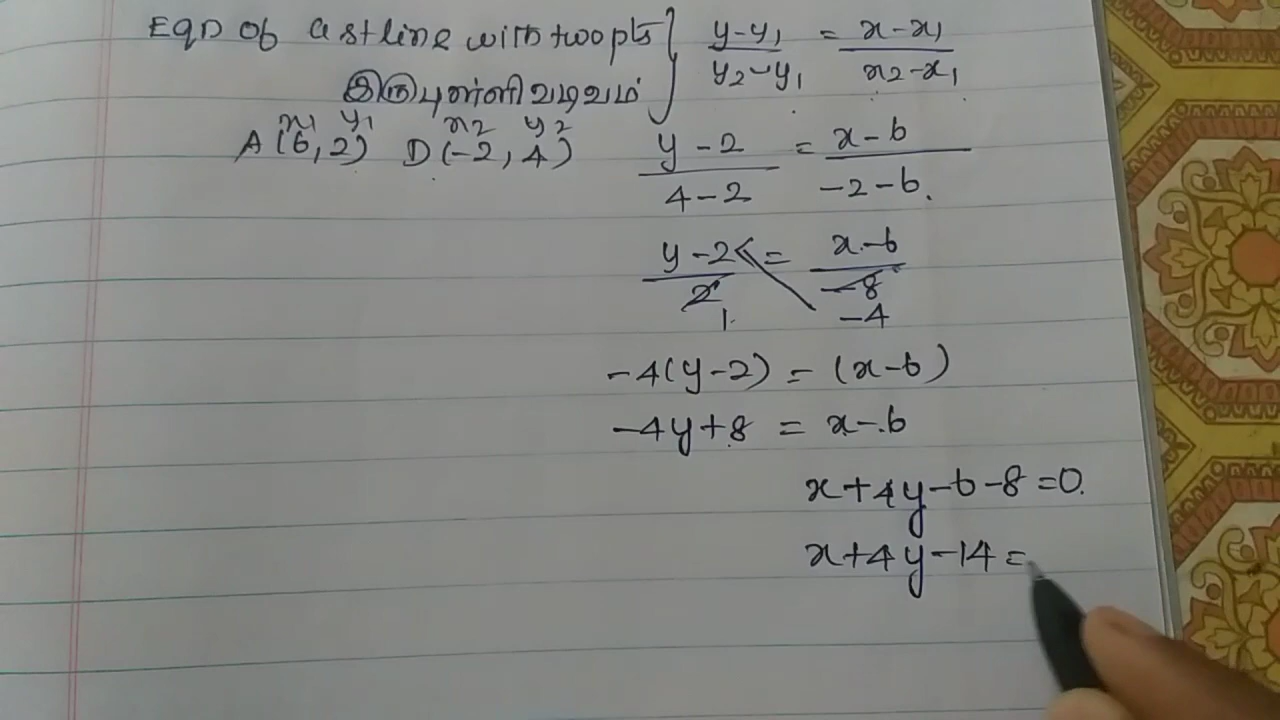 Eqn Of a st line with two pts } y-y₁/y₂-y₁ = x-x₁/x₂-x₁
இரு புள்ளி வடிவம்
x₁ y₁ x₂ y₂
A(6,2) D(-2,4) y-2/4-2 = x-6/-2-6.
y-2/2 = x-6/-8
1 -4
-4(y-2) = (x-6)
-4y+8 = x-6
x+4y-6-8=0.
x+4y-14=